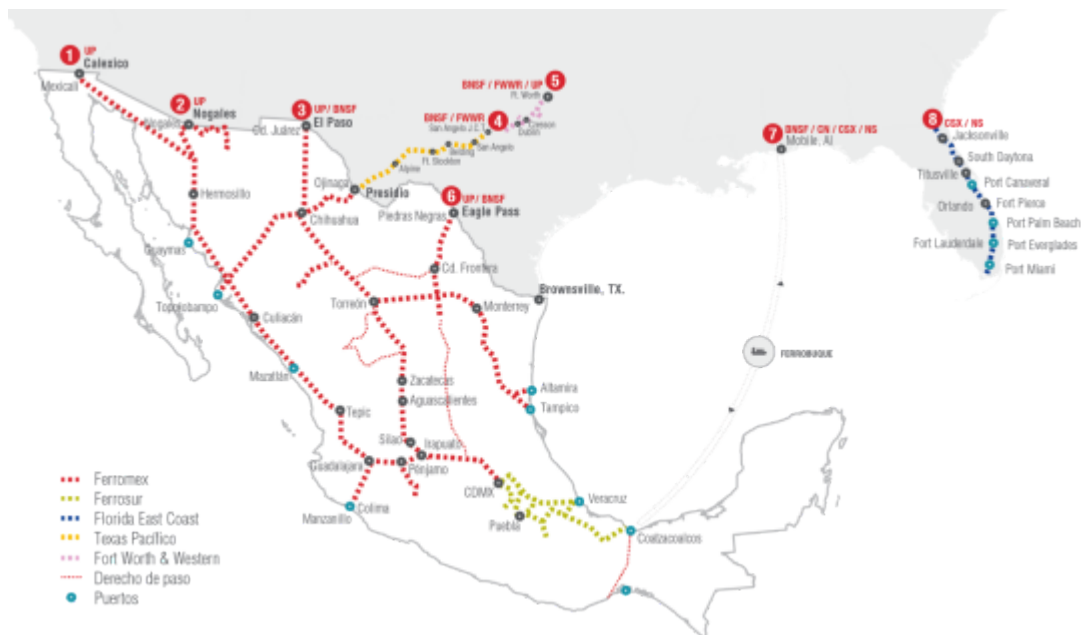 1 UP
Calexico
Mexicali
2 UP
Nogales
Nogales
3 UP/ BNSF
El Paso
Cd. Juárez
BNSF / FWWR / UP 5
Ft. Worth
BNSF / FWWR 4
San Angelo J.C.T.
Cresson
Dublin
San Angelo
Belding
Ft. Stockton
Alpine
7 BNSF / CN / CSX / NS
Mobile, Al
8 CSX / NS
Jacksonville
South Daytona
Titusville
Port Canaveral
Orlando
Fort Pierce
Port Palm Beach
Fort Lauderdale
Port Everglades
Port Miami
Hermosillo
Ojinaga
Presidio
Chihuahua
6 UP/ BNSF
Piedras Negras
Eagle Pass
Guaymas
Cd. Frontera
Topolobampo
Torreón
Monterrey
Brownsville, TX.
Culiacán
FERROBUQUE
Mazatlán
Zacatecas
Altamira
Aguascalientes
Tampico
Tepic
Silao
Irapuato
Guadalajara
Pénjamo
CDMX
Veracruz
Colima
Manzanillo
Puebla
Coatzacoalcos
Ferromex
Ferrosur
Florida East Coast
Texas Pacífico
Fort Worth & Western
Derecho de paso
Puertos